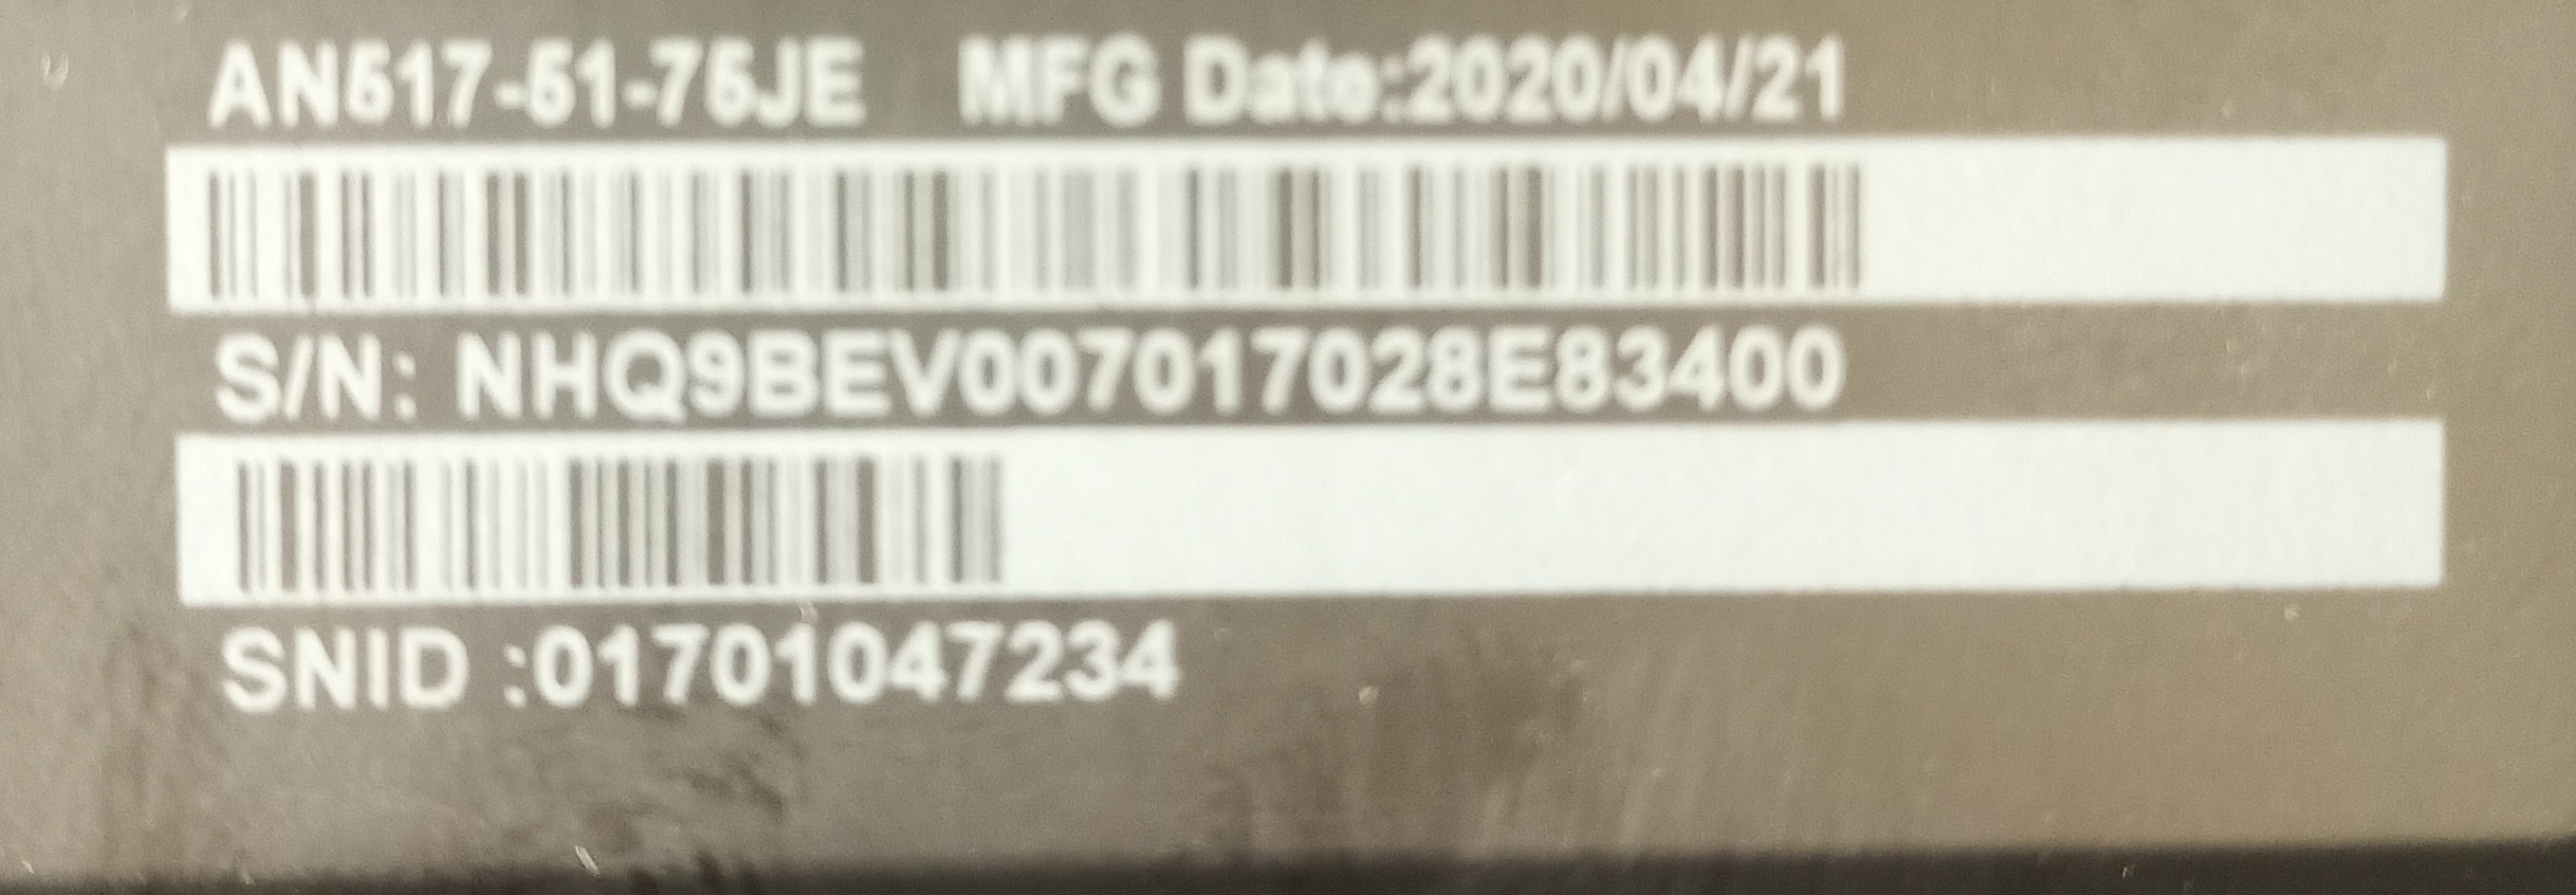 AN517-51-75JE MFG Date:2020/04/21
S/N: NHQ9BEV007017028E83400
SNID :01701047234